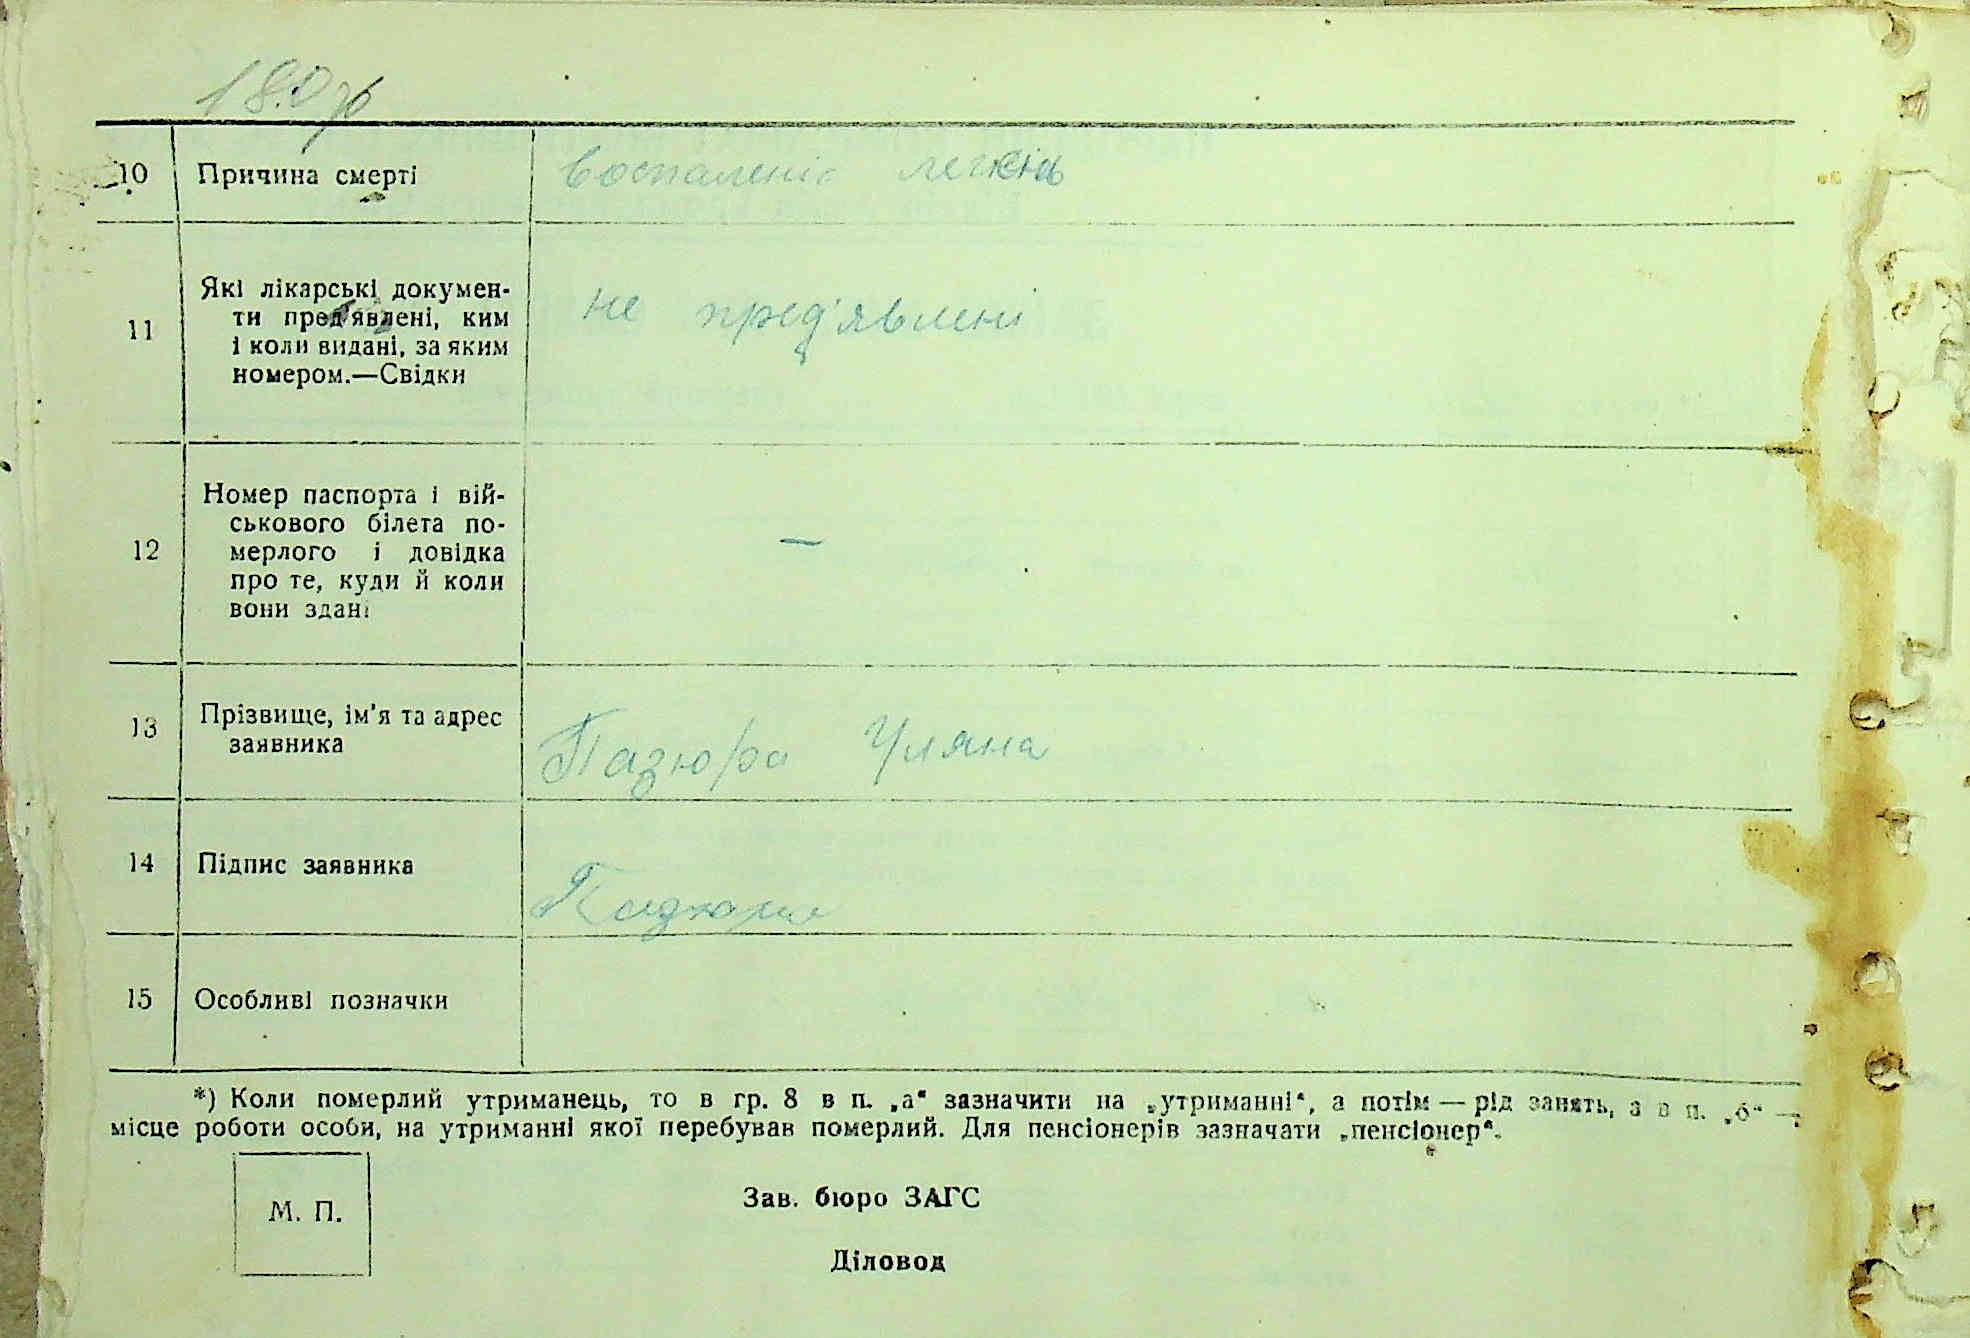 10 Причина смерті воспаленіє легкень
11 Які лікарські докумен-
ти пред'явлені, ким
і коли видані, за яким
номером.—Свідки
не пред'явлені
12 Номер паспорта і вій-
ськового білета по-
мерлого і довідка
про те, куди й коли
вони здані
—
13 Прізвище, ім'я та адрес
заявника
Пазюра Уляна
14 Підпис заявника
Пазюра
15 Особливі позначки
*) Коли померлий утриманець, то в гр. 8 в п. „а“ зазначити на „утриманні“, а потім — рід занять, а в п. „б“ —
місце роботи особи, на утриманні якої перебував померлий. Для пенсіонерів зазначати „пенсіонер“.
М. П.
Зав. бюро ЗАГС
Діловод